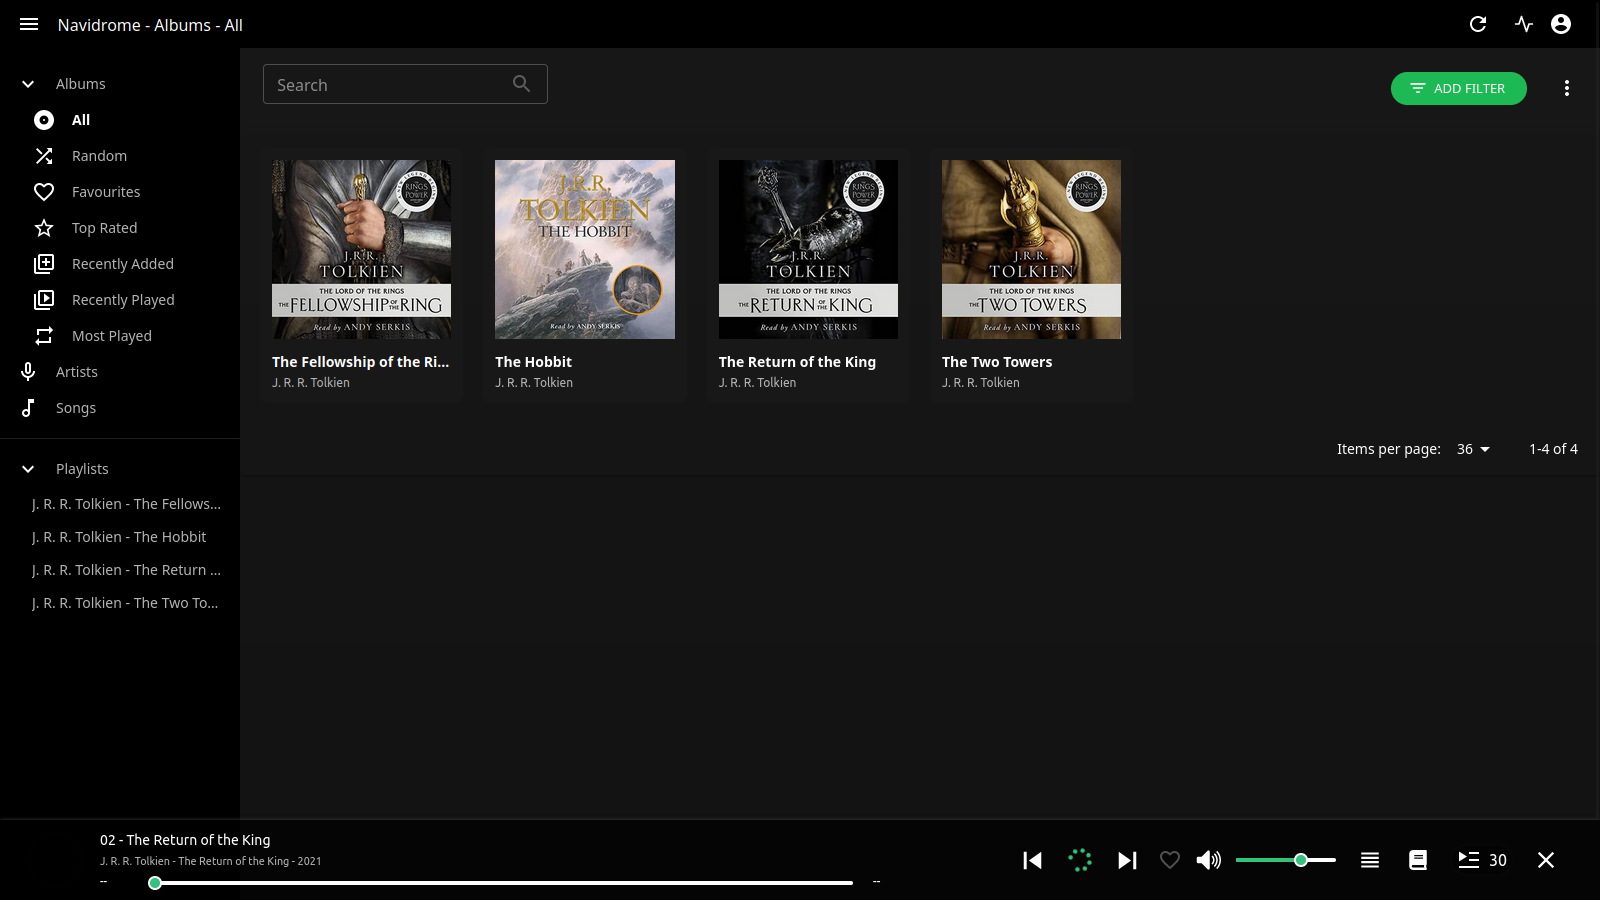 Navidrome - Albums - All
Albums
All
Random
Favourites
Top Rated
Recently Added
Recently Played
Most Played
Artists
Songs
Playlists
J. R. R. Tolkien - The Fellows...
J. R. R. Tolkien - The Hobbit
J. R. R. Tolkien - The Return ...
J. R. R. Tolkien - The Two To...
Search
ADD FILTER
RINGS
POWER
J.R.R.
TOLKIEN
THE LORD OF THE RINGS
THE FELLOWSHIP OF THE RING
Read by ANDY SERKIS
The Fellowship of the Ri...
J. R. R. Tolkien
J.R.R.
TOLKIEN
THE HOBBIT
Read by ANDY SERKIS
The Hobbit
J. R. R. Tolkien
RINGS
POWER
J.R.R.
TOLKIEN
THE LORD OF THE RINGS
THE RETURN OF THE KING
Read by ANDY SERKIS
The Return of the King
J. R. R. Tolkien
RINGS
POWER
J.R.R.
TOLKIEN
THE LORD OF THE RINGS
THE TWO TOWERS
Read by ANDY SERKIS
The Two Towers
J. R. R. Tolkien
Items per page: 36 1-4 of 4
02 - The Return of the King
J. R. R. Tolkien - The Return of the King - 2021
-- --
30